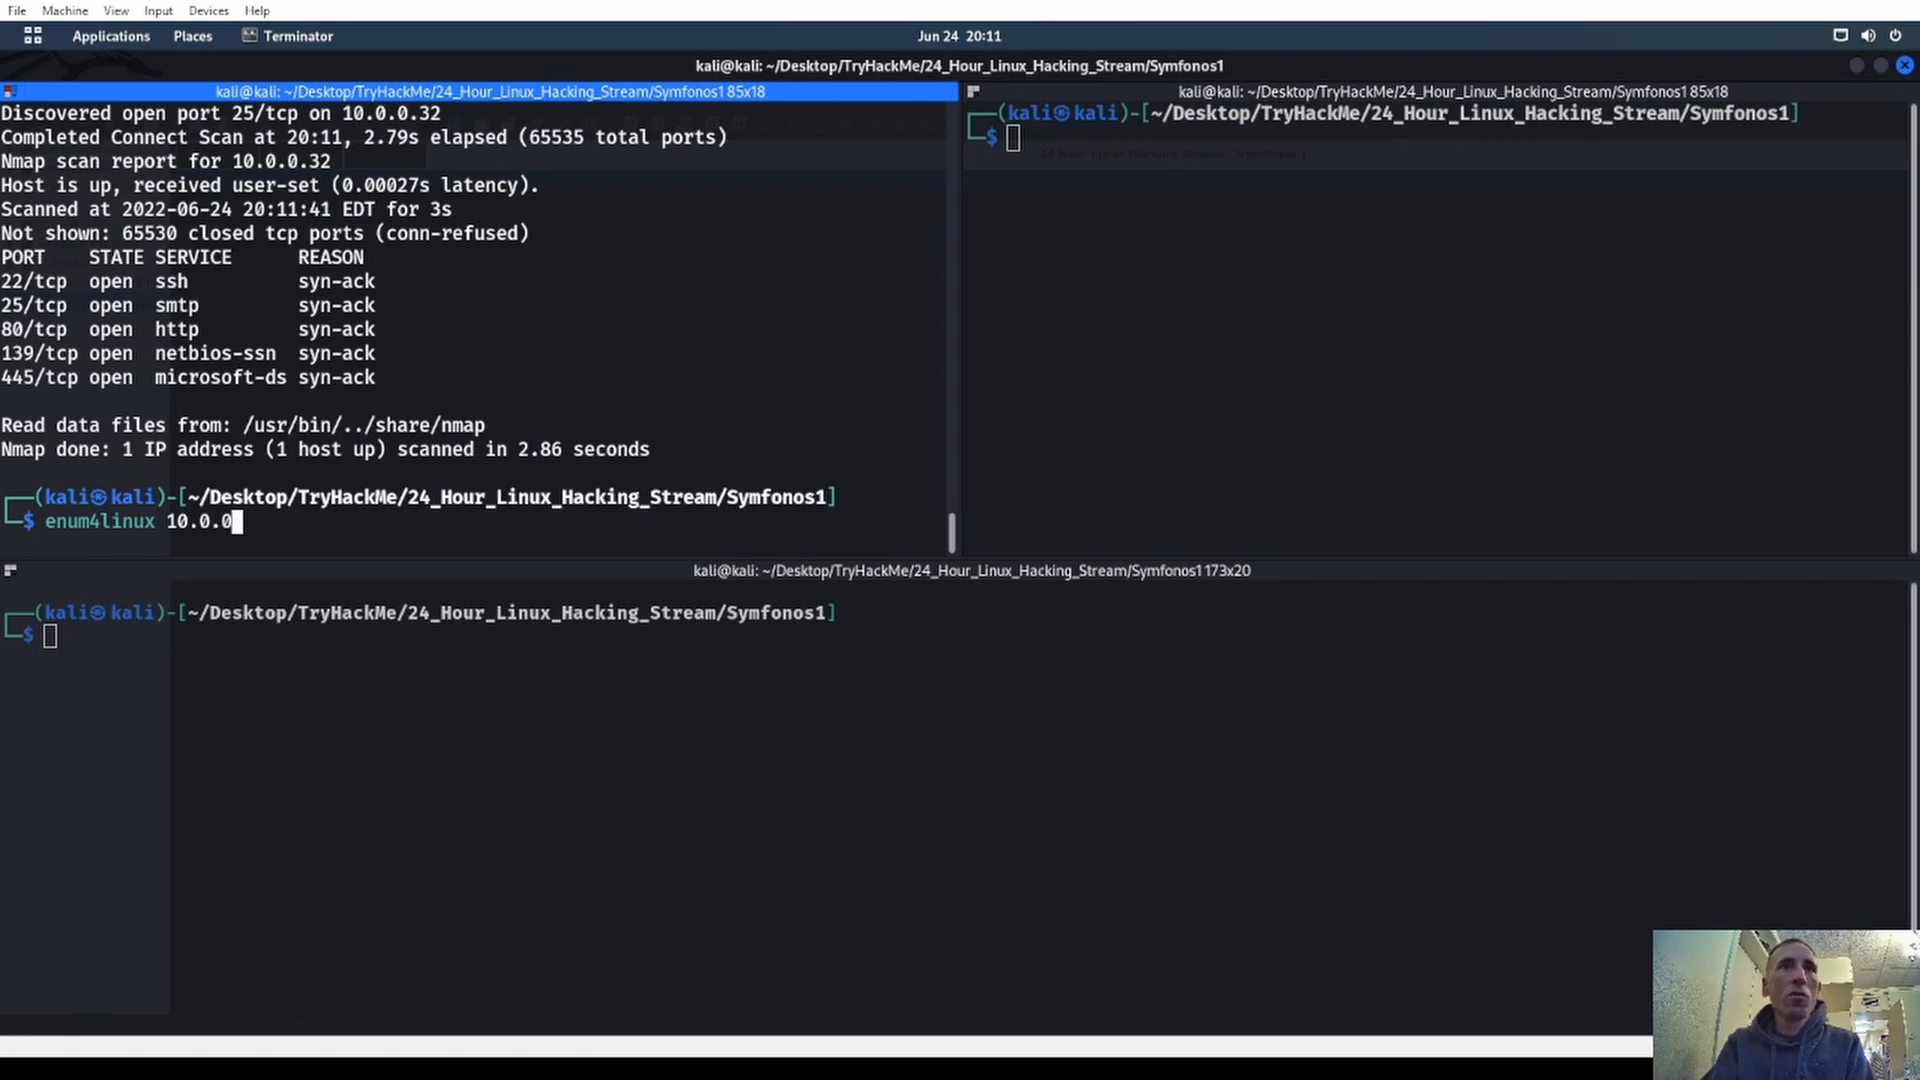 File Machine View Input Devices Help
Applications Places Terminator Jun 24 20:11
kali@kali: ~/Desktop/TryHackMe/24_Hour_Linux_Hacking_Stream/Symfonos1
kali@kali: ~/Desktop/TryHackMe/24_Hour_Linux_Hacking_Stream/Symfonos1 85x18
Discovered open port 25/tcp on 10.0.0.32
Completed Connect Scan at 20:11, 2.79s elapsed (65535 total ports)
Nmap scan report for 10.0.0.32
Host is up, received user-set (0.00027s latency).
Scanned at 2022-06-24 20:11:41 EDT for 3s
Not shown: 65530 closed tcp ports (conn-refused)
PORT    STATE SERVICE      REASON
22/tcp  open  ssh          syn-ack
25/tcp  open  smtp         syn-ack
80/tcp  open  http         syn-ack
139/tcp open  netbios-ssn  syn-ack
445/tcp open  microsoft-ds syn-ack
Read data files from: /usr/bin/../share/nmap
Nmap done: 1 IP address (1 host up) scanned in 2.86 seconds
┌──(kali㉿kali)-[~/Desktop/TryHackMe/24_Hour_Linux_Hacking_Stream/Symfonos1]
└─$ enum4linux 10.0.0
kali@kali: ~/Desktop/TryHackMe/24_Hour_Linux_Hacking_Stream/Symfonos1 85x18
┌──(kali㉿kali)-[~/Desktop/TryHackMe/24_Hour_Linux_Hacking_Stream/Symfonos1]
└─$
kali@kali: ~/Desktop/TryHackMe/24_Hour_Linux_Hacking_Stream/Symfonos1 173x20
┌──(kali㉿kali)-[~/Desktop/TryHackMe/24_Hour_Linux_Hacking_Stream/Symfonos1]
└─$